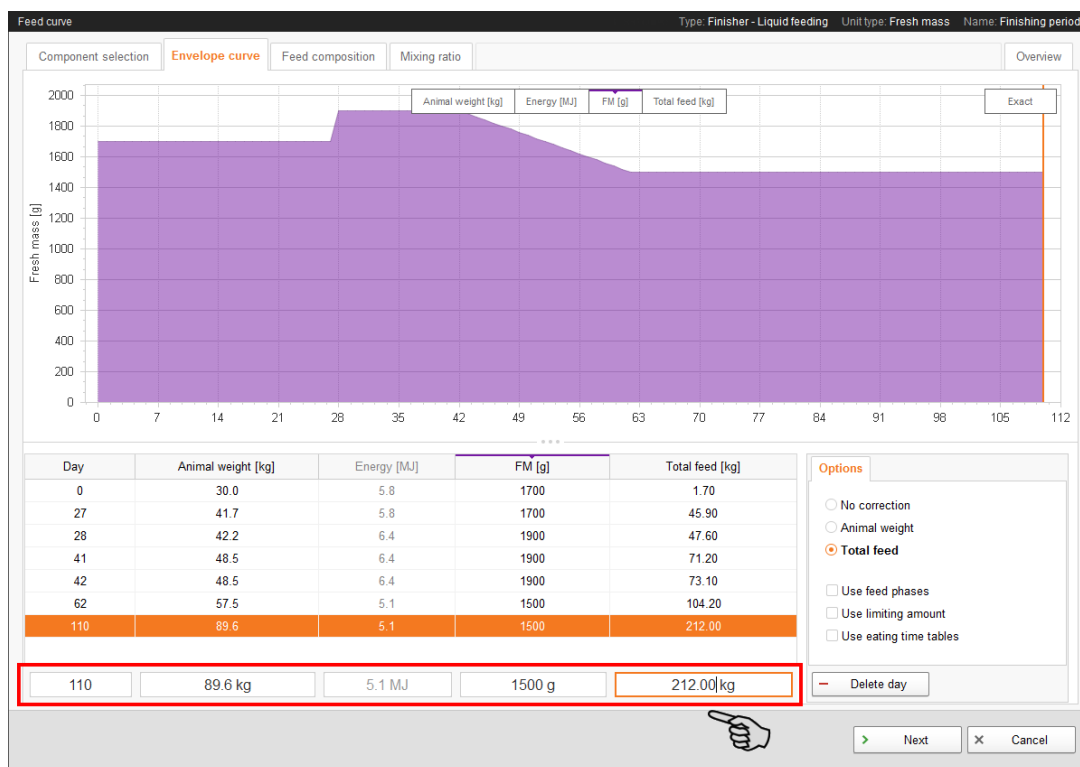 Feed curve Type: Finisher - Liquid feeding Unit type: Fresh mass Name: Finishing period
Component selection Envelope curve Feed composition Mixing ratio Overview
Animal weight [kg] Energy [MJ] FM [g] Total feed [kg] Exact
Fresh mass [g]
2000
1800
1600
1400
1200
1000
800
600
400
200
0
0 7 14 21 28 35 42 49 56 63 70 77 84 91 98 105 112
Day Animal weight [kg] Energy [MJ] FM [g] Total feed [kg]
0 30.0 5.8 1700 1.70
27 41.7 5.8 1700 45.90
28 42.2 6.4 1900 47.60
41 48.5 6.4 1900 71.20
42 48.5 6.4 1900 73.10
62 57.5 5.1 1500 104.20
110 89.6 5.1 1500 212.00
110 89.6 kg 5.1 MJ 1500 g 212.00 kg
Options
No correction
Animal weight
Total feed
Use feed phases
Use limiting amount
Use eating time tables
Delete day
Next Cancel